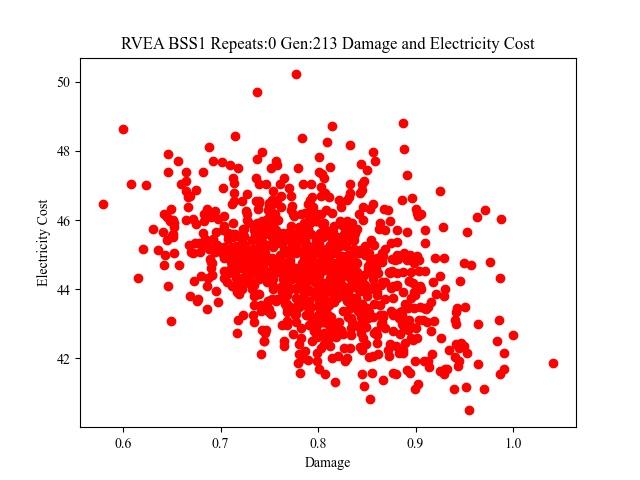 RVEA BSS1 Repeats:0 Gen:213 Damage and Electricity Cost
50
48
46
44
42
Electricity Cost
0.6 0.7 0.8 0.9 1.0
Damage